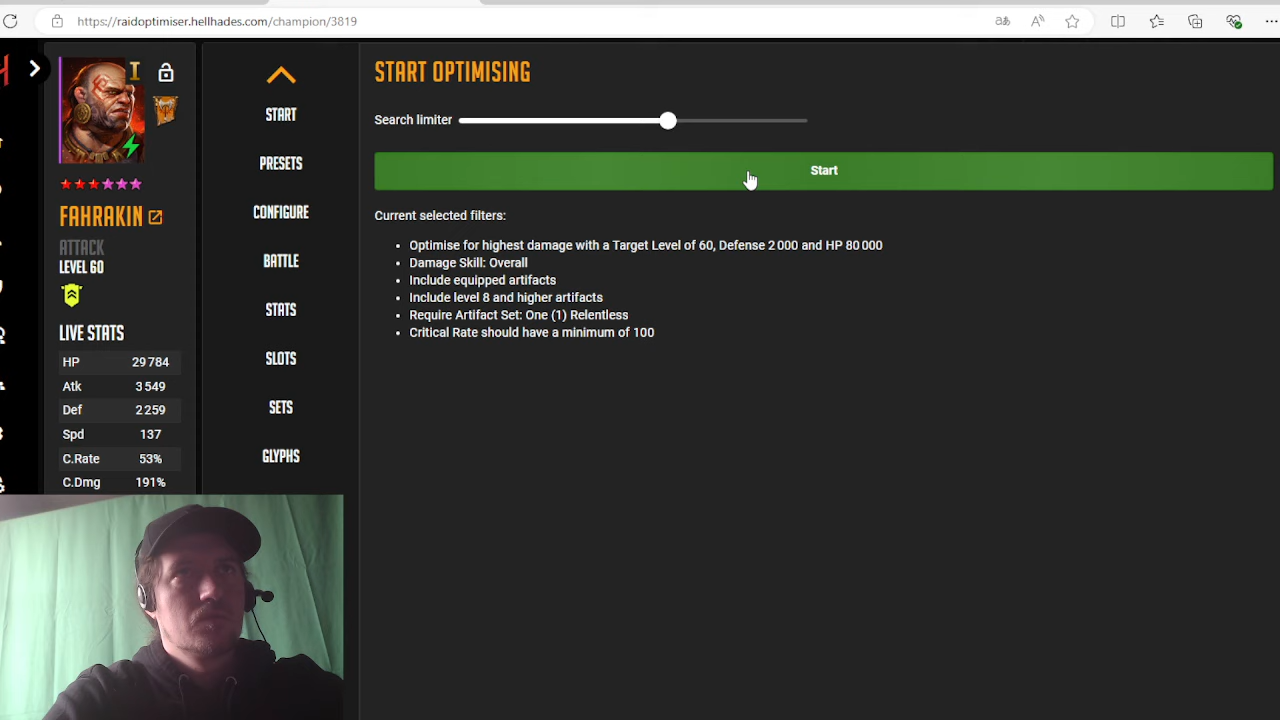 https://raidoptimiser.hellhades.com/champion/3819
START OPTIMISING
Search limiter
Start
Current selected filters:
• Optimise for highest damage with a Target Level of 60, Defense 2 000 and HP 80 000
• Damage Skill: Overall
• Include equipped artifacts
• Include level 8 and higher artifacts
• Require Artifact Set: One (1) Relentless
• Critical Rate should have a minimum of 100
START
PRESETS
CONFIGURE
BATTLE
STATS
SLOTS
SETS
GLYPHS
I
FAHRAKIN
ATTACK
LEVEL 60
LIVE STATS
HP 29 784
Atk 3 549
Def 2 259
Spd 137
C.Rate 53%
C.Dmg 191%